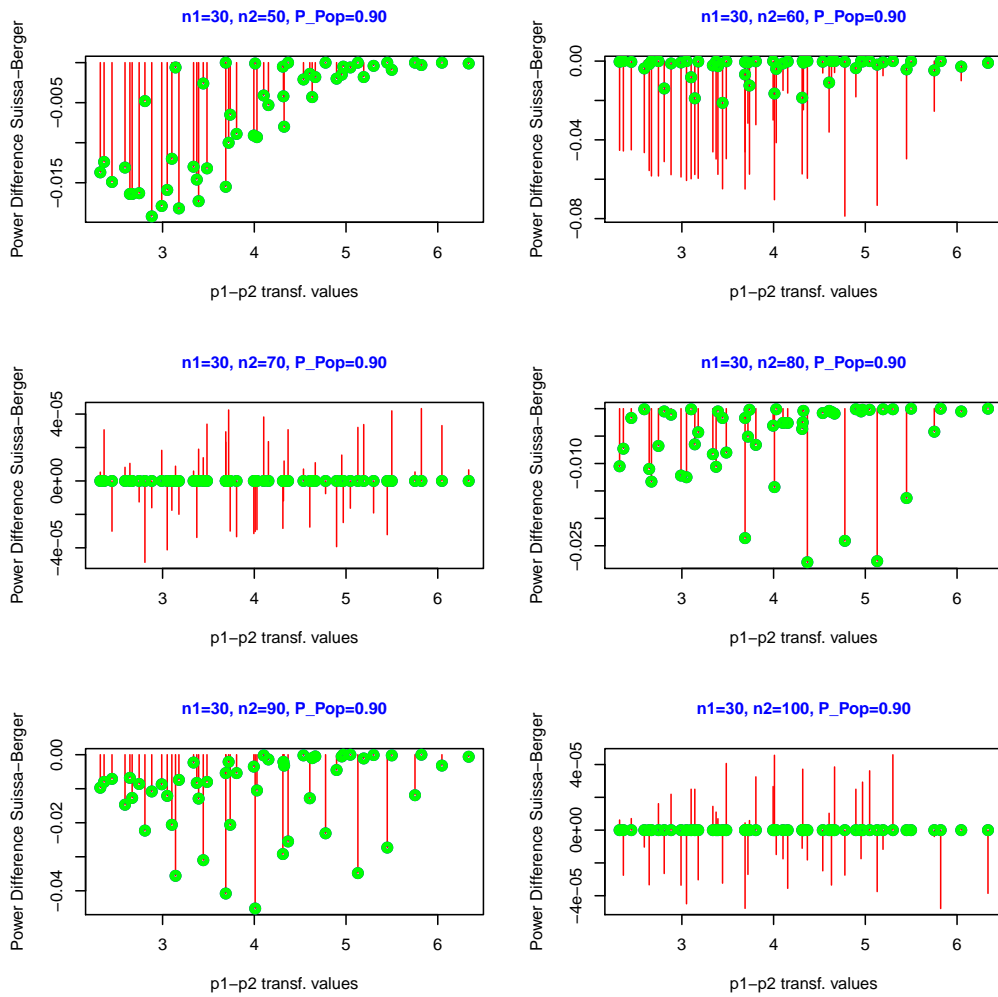 n1=30, n2=50, P_Pop=0.90
Power Difference Suissa−Berger
−0.005
−0.015
3 4 5 6
p1−p2 transf. values
n1=30, n2=60, P_Pop=0.90
Power Difference Suissa−Berger
0.00
−0.04
−0.08
3 4 5 6
p1−p2 transf. values
n1=30, n2=70, P_Pop=0.90
Power Difference Suissa−Berger
4e−05
0e+00
−4e−05
3 4 5 6
p1−p2 transf. values
n1=30, n2=80, P_Pop=0.90
Power Difference Suissa−Berger
−0.010
−0.025
3 4 5 6
p1−p2 transf. values
n1=30, n2=90, P_Pop=0.90
Power Difference Suissa−Berger
0.00
−0.02
−0.04
3 4 5 6
p1−p2 transf. values
n1=30, n2=100, P_Pop=0.90
Power Difference Suissa−Berger
4e−05
0e+00
−4e−05
3 4 5 6
p1−p2 transf. values